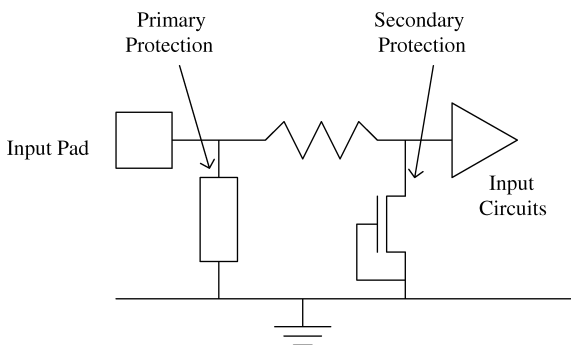 Primary
Protection
Secondary
Protection
Input Pad
Input
Circuits